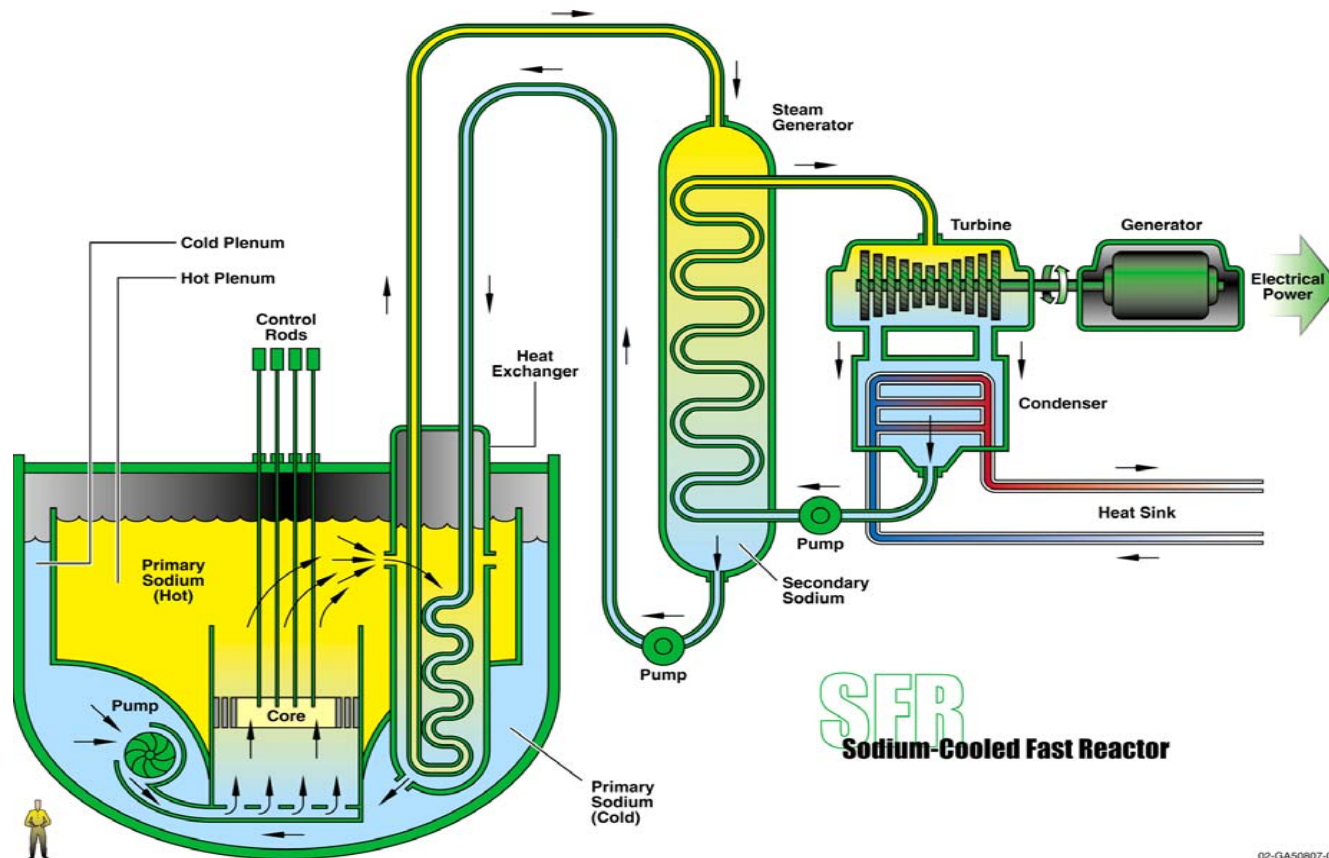 Steam
Generator
Cold Plenum
Hot Plenum
Control
Rods
Heat
Exchanger
Turbine
Generator
Electrical
Power
Condenser
Heat Sink
Pump
Primary
Sodium
(Hot)
Secondary
Sodium
Pump
Pump
Core
Primary
Sodium
(Cold)
SFR
Sodium-Cooled Fast Reactor